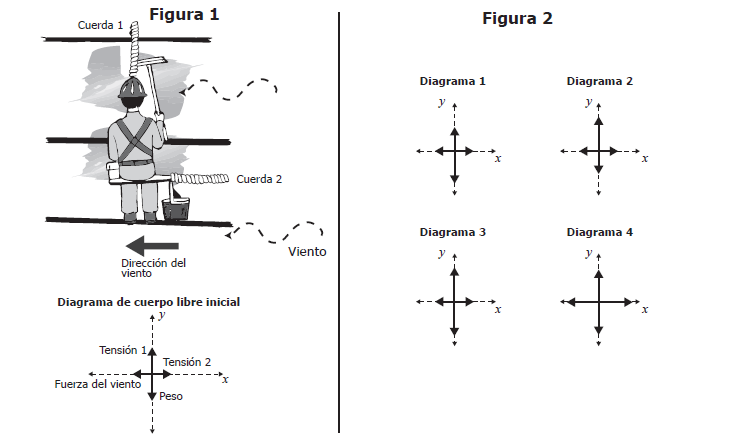 Figura 1
Cuerda 1
Cuerda 2
Viento
Dirección del
viento
Diagrama de cuerpo libre inicial
y
Tensión 1
Tensión 2
Fuerza del viento
x
Peso
Figura 2
Diagrama 1
y
x
Diagrama 2
y
x
Diagrama 3
y
x
Diagrama 4
y
x